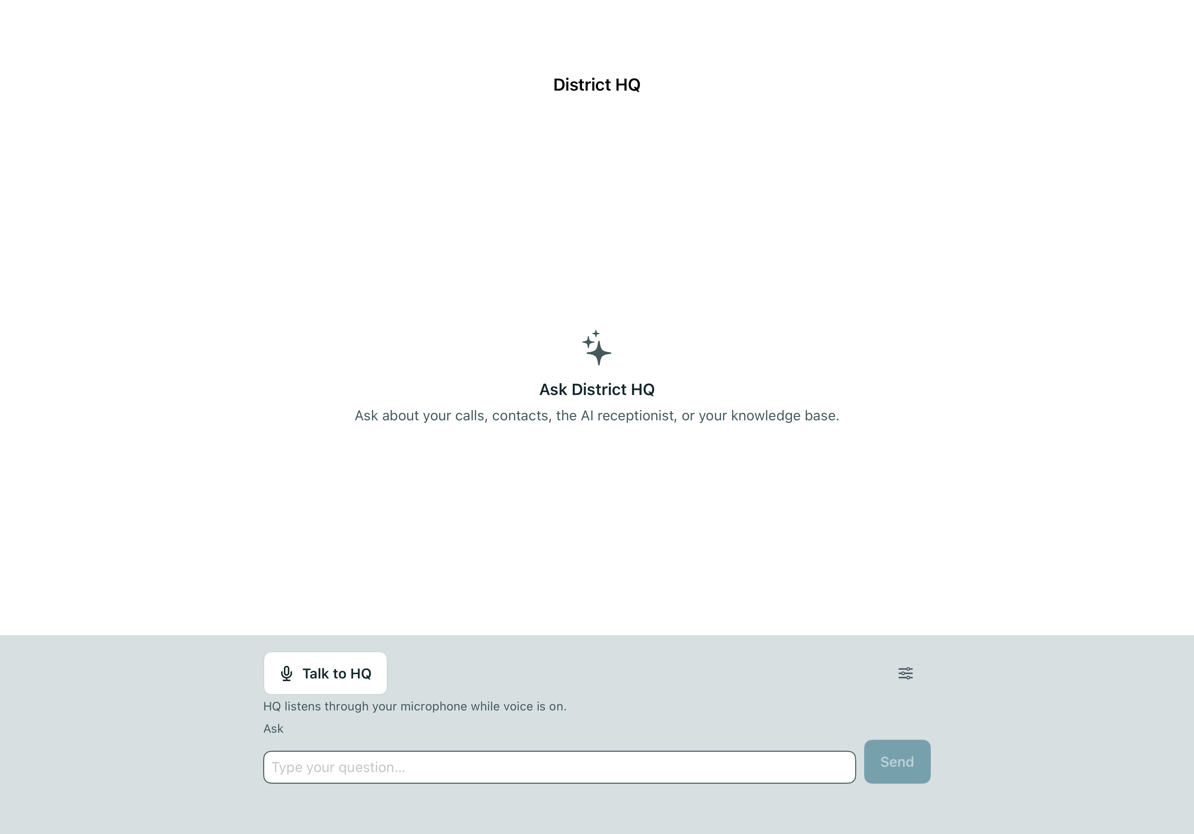 District HQ
Ask District HQ
Ask about your calls, contacts, the AI receptionist, or your knowledge base.
Talk to HQ
HQ listens through your microphone while voice is on.
Ask
Type your question...
Send